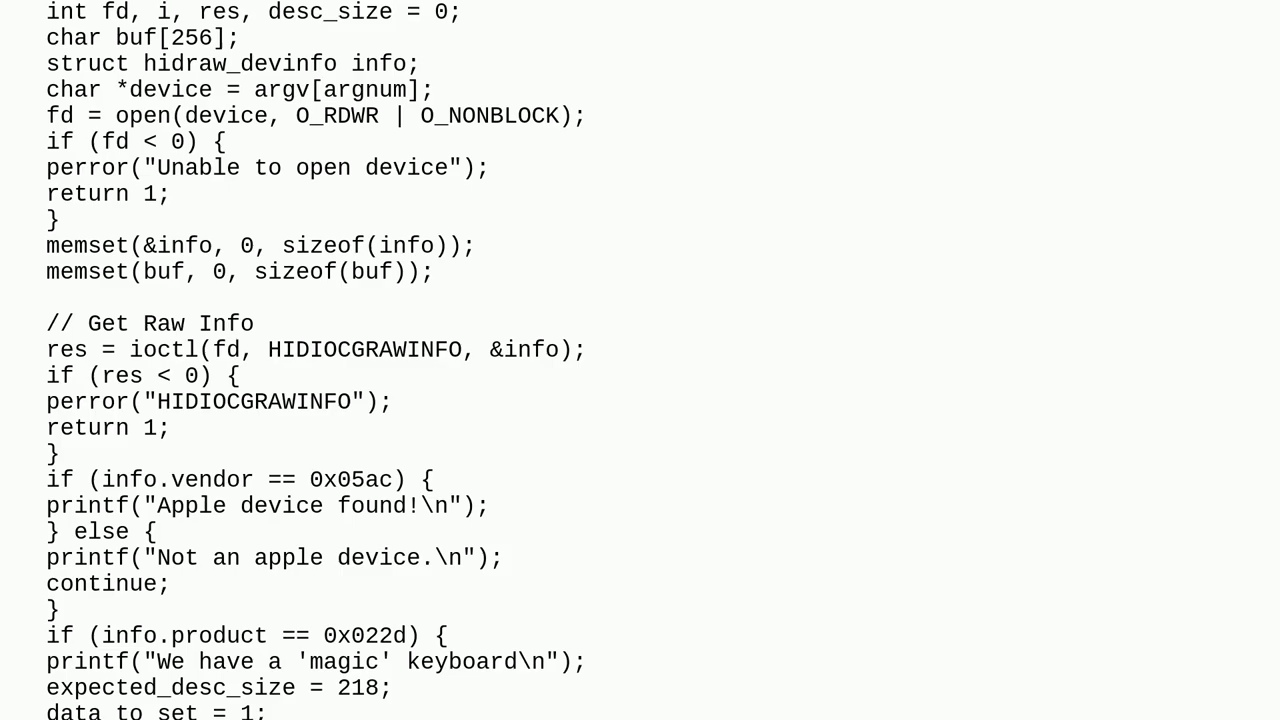 int fd, i, res, desc_size = 0;
char buf[256];
struct hidraw_devinfo info;
char *device = argv[argnum];
fd = open(device, O_RDWR | O_NONBLOCK);
if (fd < 0) {
perror("Unable to open device");
return 1;
}
memset(&info, 0, sizeof(info));
memset(buf, 0, sizeof(buf));

// Get Raw Info
res = ioctl(fd, HIDIOCGRAWINFO, &info);
if (res < 0) {
perror("HIDIOCGRAWINFO");
return 1;
}
if (info.vendor == 0x05ac) {
printf("Apple device found!\n");
} else {
printf("Not an apple device.\n");
continue;
}
if (info.product == 0x022d) {
printf("We have a 'magic' keyboard\n");
expected_desc_size = 218;
data_to_set = 1;